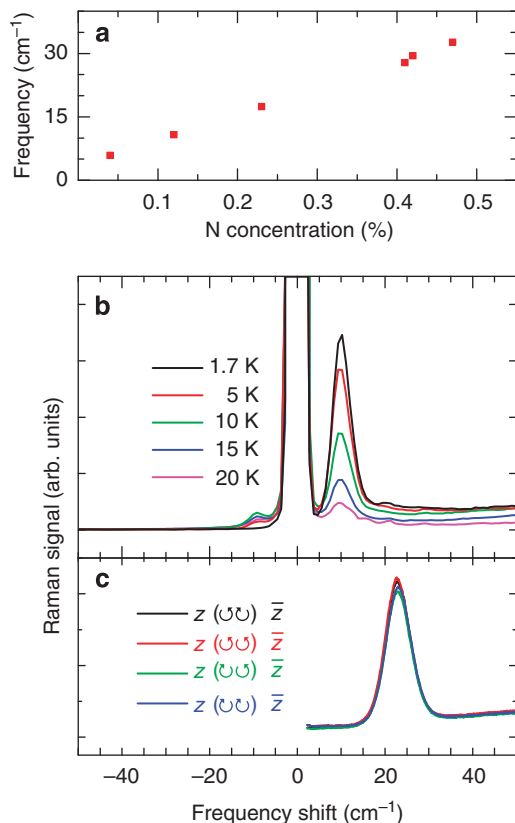 a
Frequency (cm⁻¹)
30
15
0
0.1 0.2 0.3 0.4 0.5
N concentration (%)
b
1.7 K
5 K
10 K
15 K
20 K
Raman signal (arb. units)
c
z (↺↺) z̅
z (↺↺) z̅
z (↻↺) z̅
z (↻↺) z̅
−40 −20 0 20 40
Frequency shift (cm⁻¹)